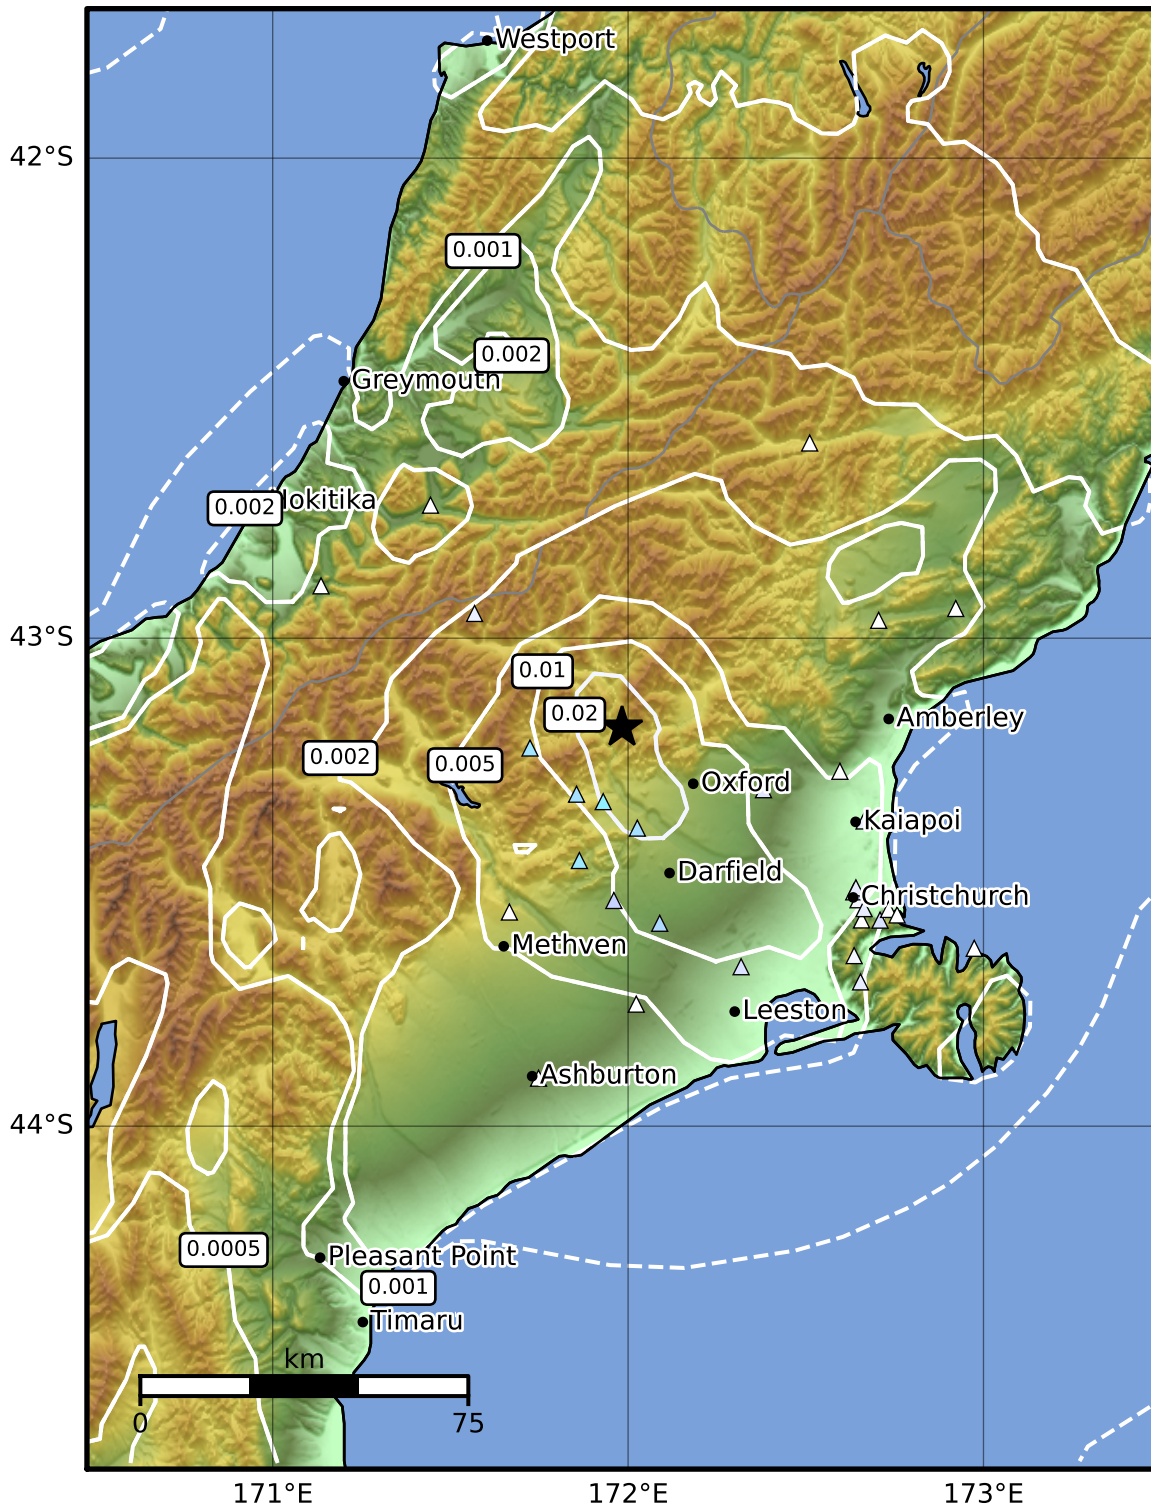 Westport
42°S
0.001
0.002
Greymouth
0.002
Hokitika
43°S
0.01
0.02
Amberley
0.002
0.005
Oxford
Kaiapoi
Darfield
Christchurch
Methven
Leeston
Ashburton
44°S
0.0005
Pleasant Point
0.001
Timaru
km
0
75
171°E
172°E
173°E